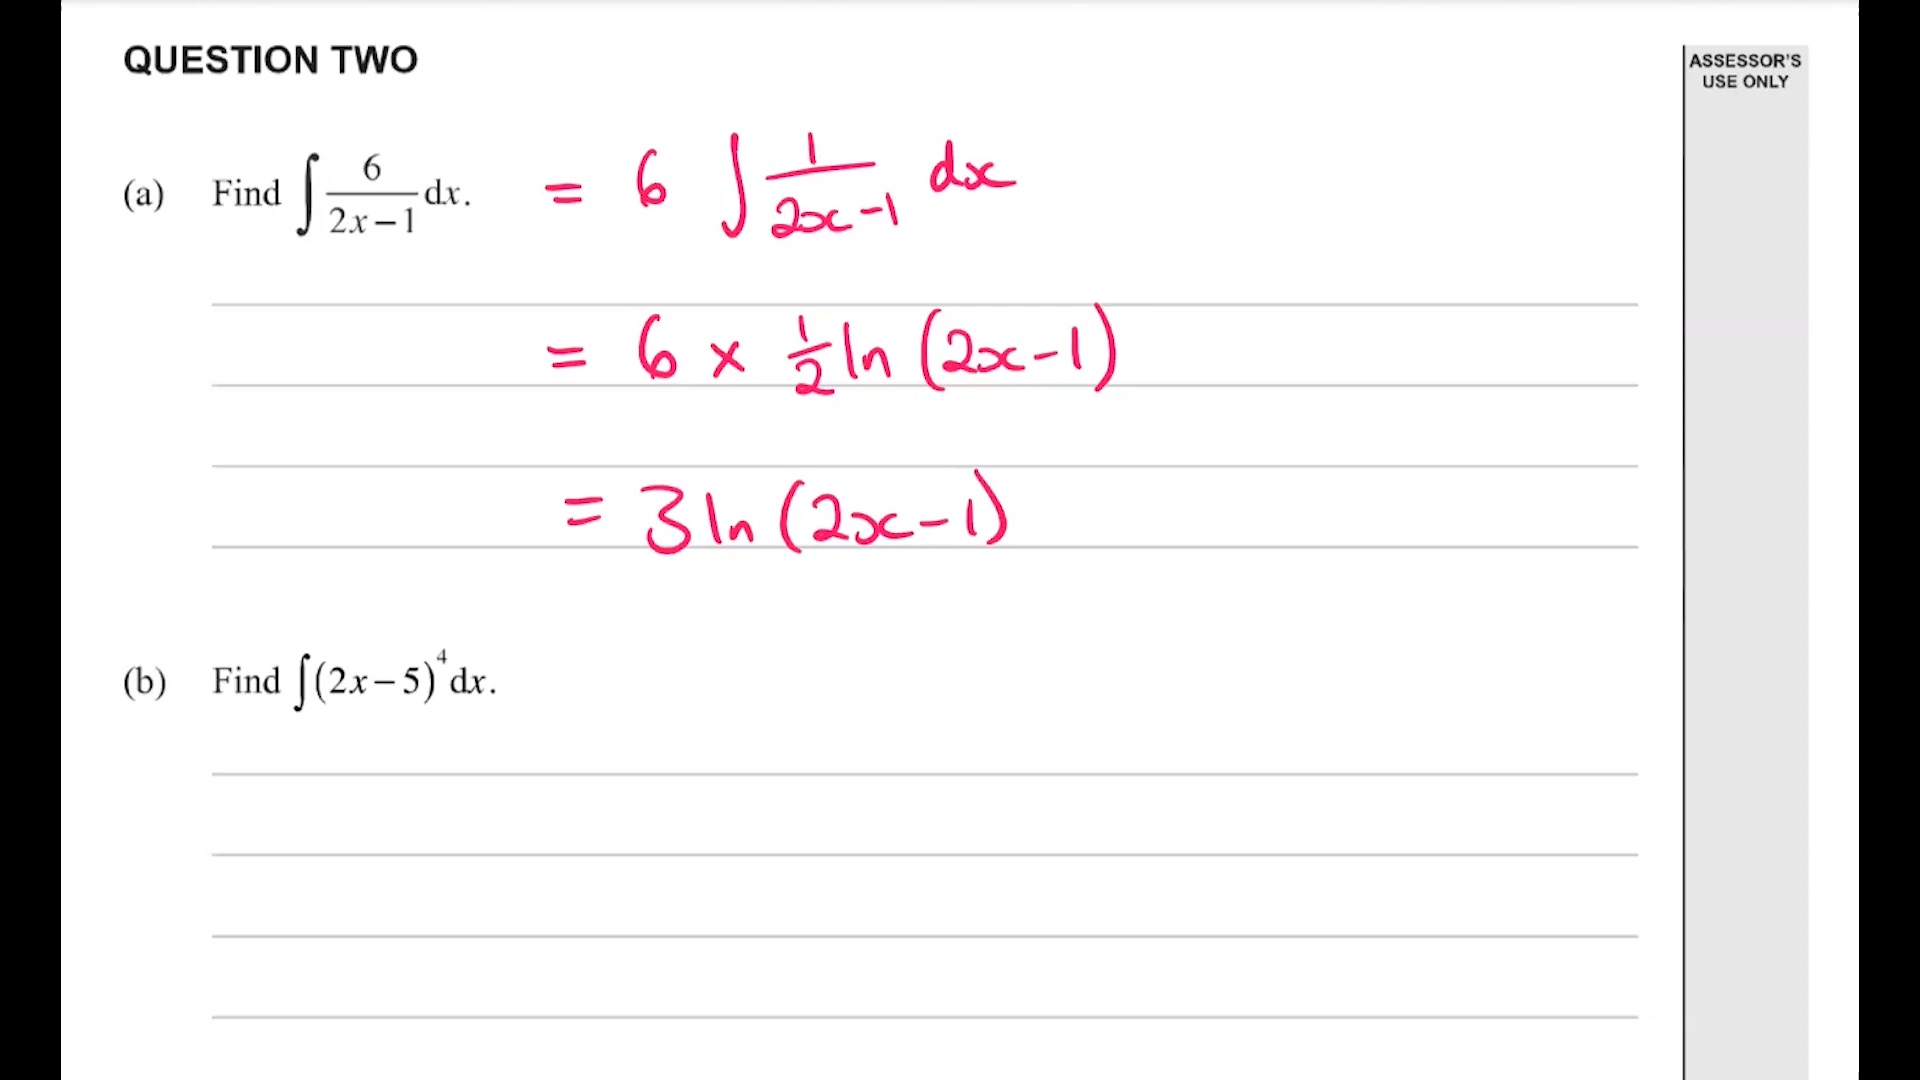 QUESTION TWO
ASSESSOR'S
USE ONLY
(a) Find ∫ 6/(2x−1) dx. = 6 ∫ 1/(2x−1) dx
= 6 × 1/2 ln (2x−1)
= 3 ln (2x−1)
(b) Find ∫(2x−5)⁴ dx.